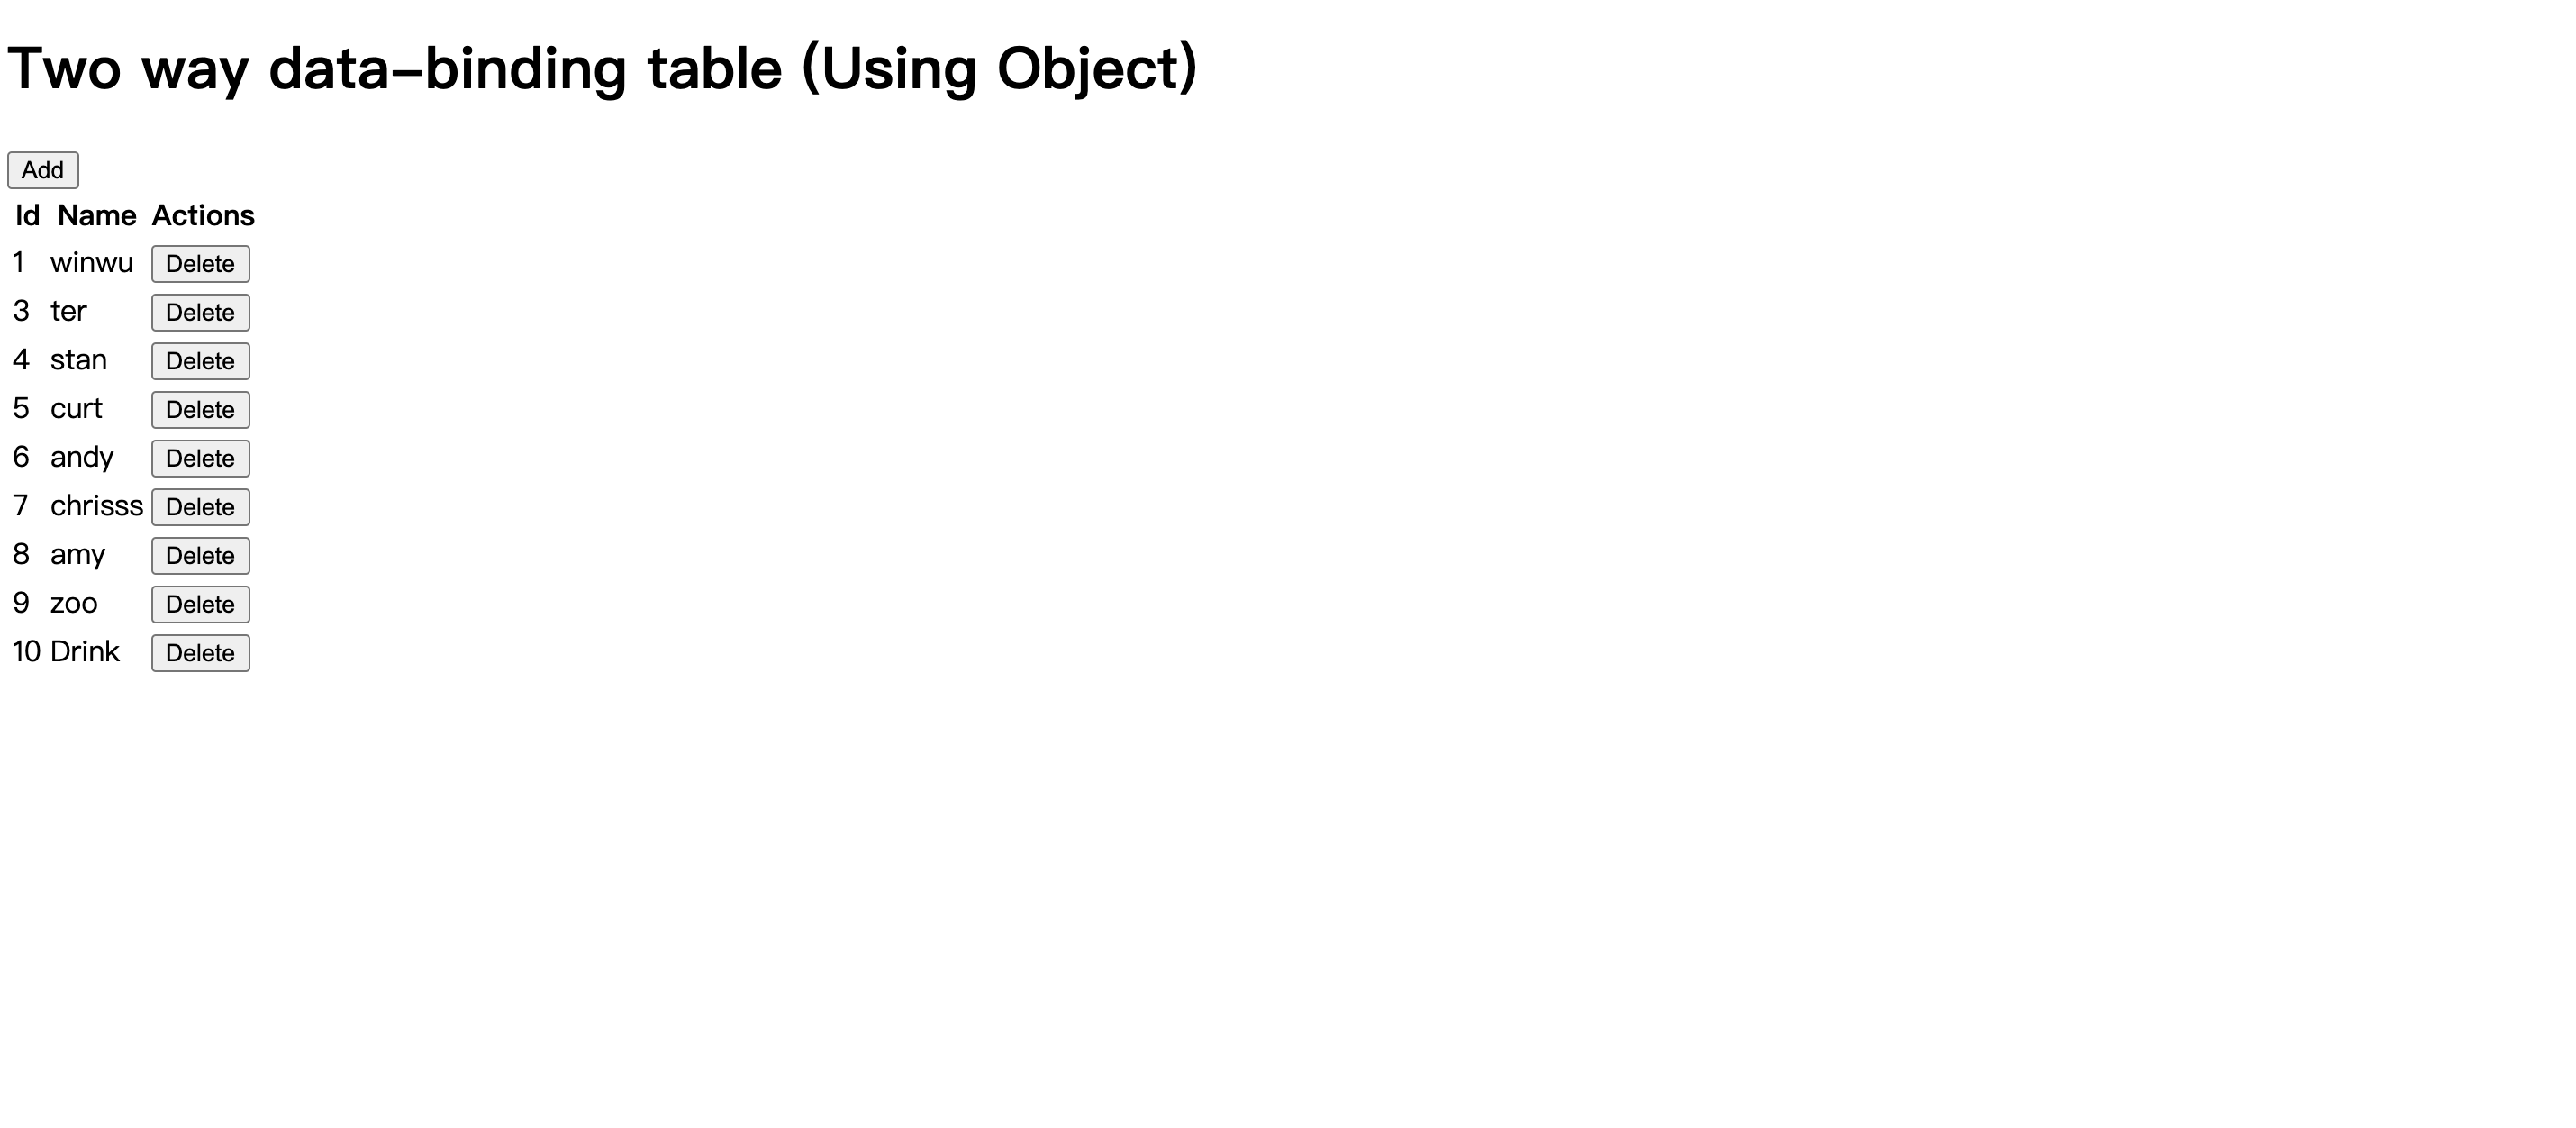 Two way data-binding table (Using Object)
Add
Id Name Actions
1 winwu Delete
3 ter Delete
4 stan Delete
5 curt Delete
6 andy Delete
7 chrisss Delete
8 amy Delete
9 zoo Delete
10 Drink Delete